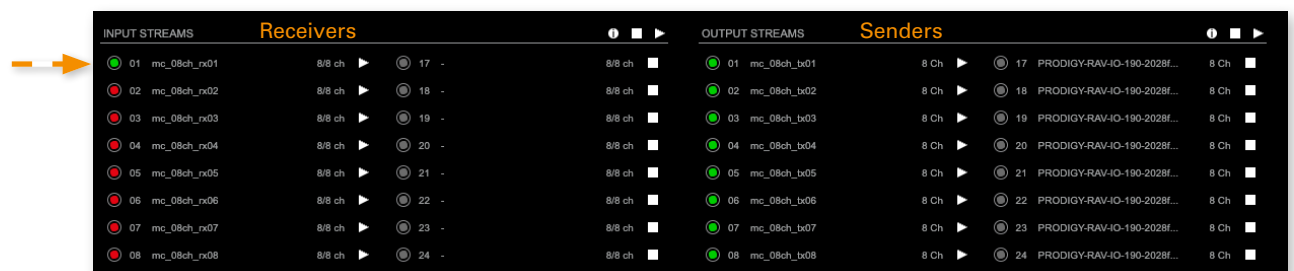 INPUT STREAMS Receivers OUTPUT STREAMS Senders
01 mc_08ch_rx01 8/8 ch 17 - 8/8 ch 01 mc_08ch_tx01 8 Ch 17 PRODIGY-RAV-IO-190-2028f... 8 Ch
02 mc_08ch_rx02 8/8 ch 18 - 8/8 ch 02 mc_08ch_tx02 8 Ch 18 PRODIGY-RAV-IO-190-2028f... 8 Ch
03 mc_08ch_rx03 8/8 ch 19 - 8/8 ch 03 mc_08ch_tx03 8 Ch 19 PRODIGY-RAV-IO-190-2028f... 8 Ch
04 mc_08ch_rx04 8/8 ch 20 - 8/8 ch 04 mc_08ch_tx04 8 Ch 20 PRODIGY-RAV-IO-190-2028f... 8 Ch
05 mc_08ch_rx05 8/8 ch 21 - 8/8 ch 05 mc_08ch_tx05 8 Ch 21 PRODIGY-RAV-IO-190-2028f... 8 Ch
06 mc_08ch_rx06 8/8 ch 22 - 8/8 ch 06 mc_08ch_tx06 8 Ch 22 PRODIGY-RAV-IO-190-2028f... 8 Ch
07 mc_08ch_rx07 8/8 ch 23 - 8/8 ch 07 mc_08ch_tx07 8 Ch 23 PRODIGY-RAV-IO-190-2028f... 8 Ch
08 mc_08ch_rx08 8/8 ch 24 - 8/8 ch 08 mc_08ch_tx08 8 Ch 24 PRODIGY-RAV-IO-190-2028f... 8 Ch